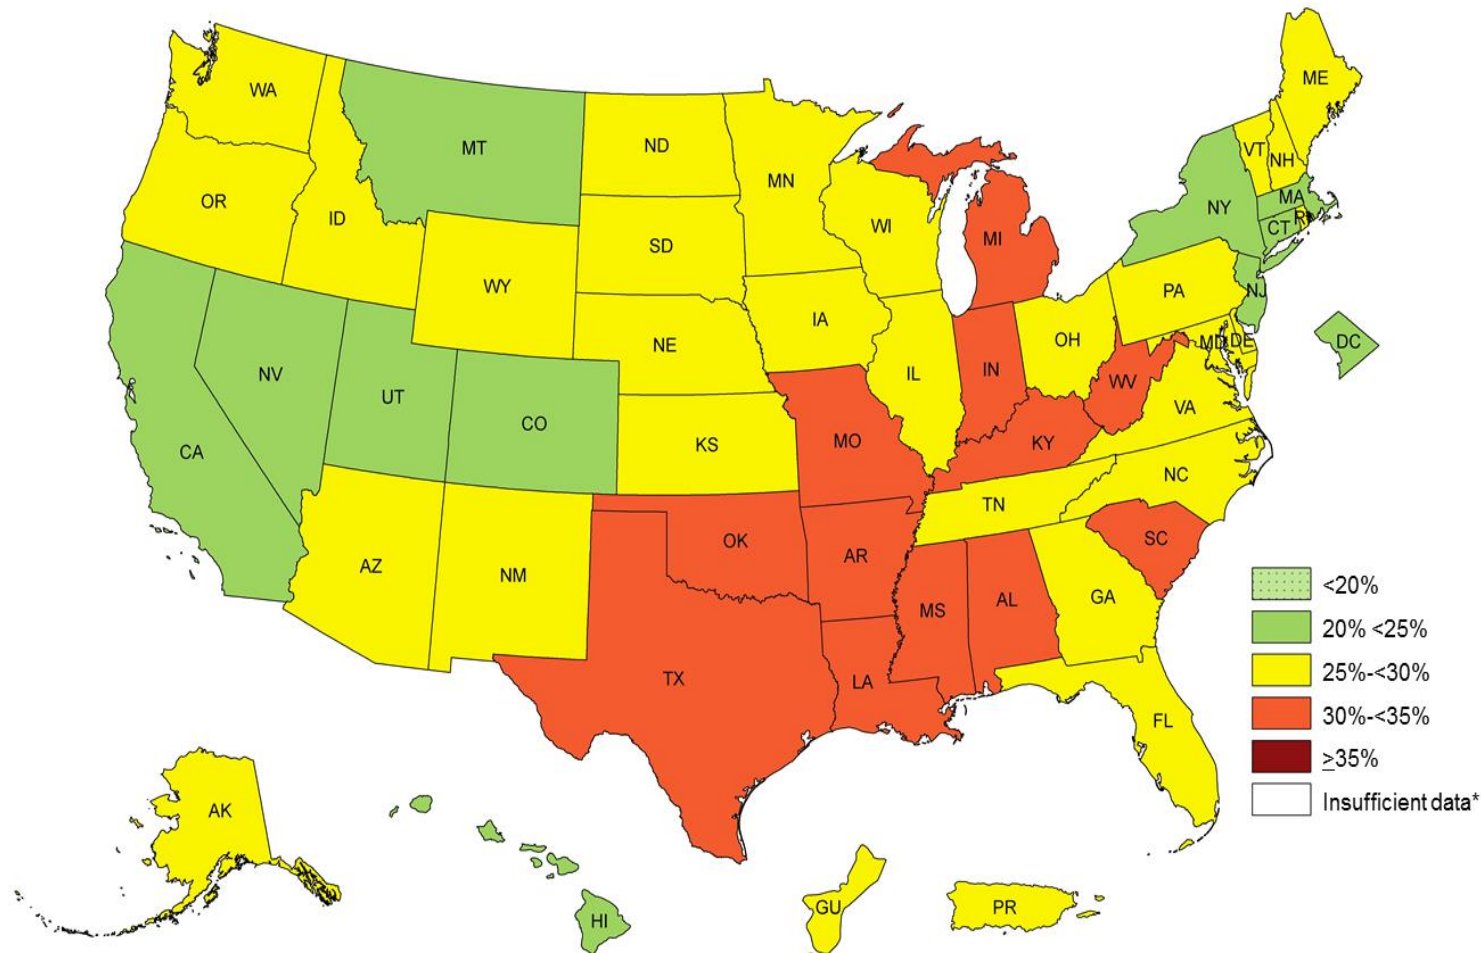 WA
MT
ND
MN
ME
VT
NH
OR
ID
SD
WI
MI
NY
MA
CT
WY
IA
PA
NJ
NE
OH
MD
DE
DC
NV
UT
CO
IL
IN
WV
VA
CA
KS
MO
KY
NC
TN
AZ
NM
OK
AR
SC
MS
AL
GA
TX
LA
FL
AK
HI
GU
PR
<20%
20% <25%
25%-<30%
30%-<35%
≥35%
Insufficient data*